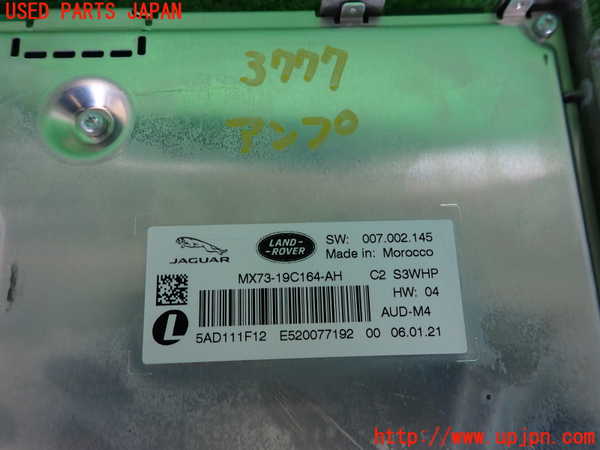 USED PARTS JAPAN
3777
アンプ
JAGUAR
LAND-
ROVER
SW: 007.002.145
Made in: Morocco
MX73-19C164-AH C2 S3WHP
HW: 04
AUD-M4
L
5AD111F12 E520077192 00 06.01.21
http://www.upjpn.com/